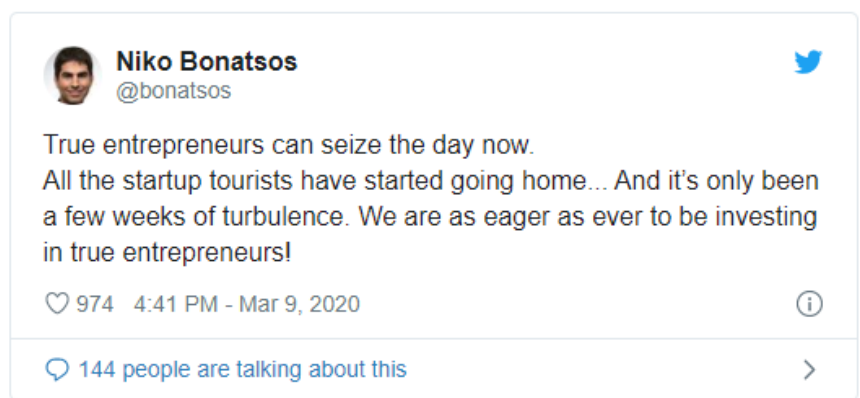 Niko Bonatsos
@bonatsos
True entrepreneurs can seize the day now.
All the startup tourists have started going home... And it's only been
a few weeks of turbulence. We are as eager as ever to be investing
in true entrepreneurs!
974 4:41 PM - Mar 9, 2020
144 people are talking about this